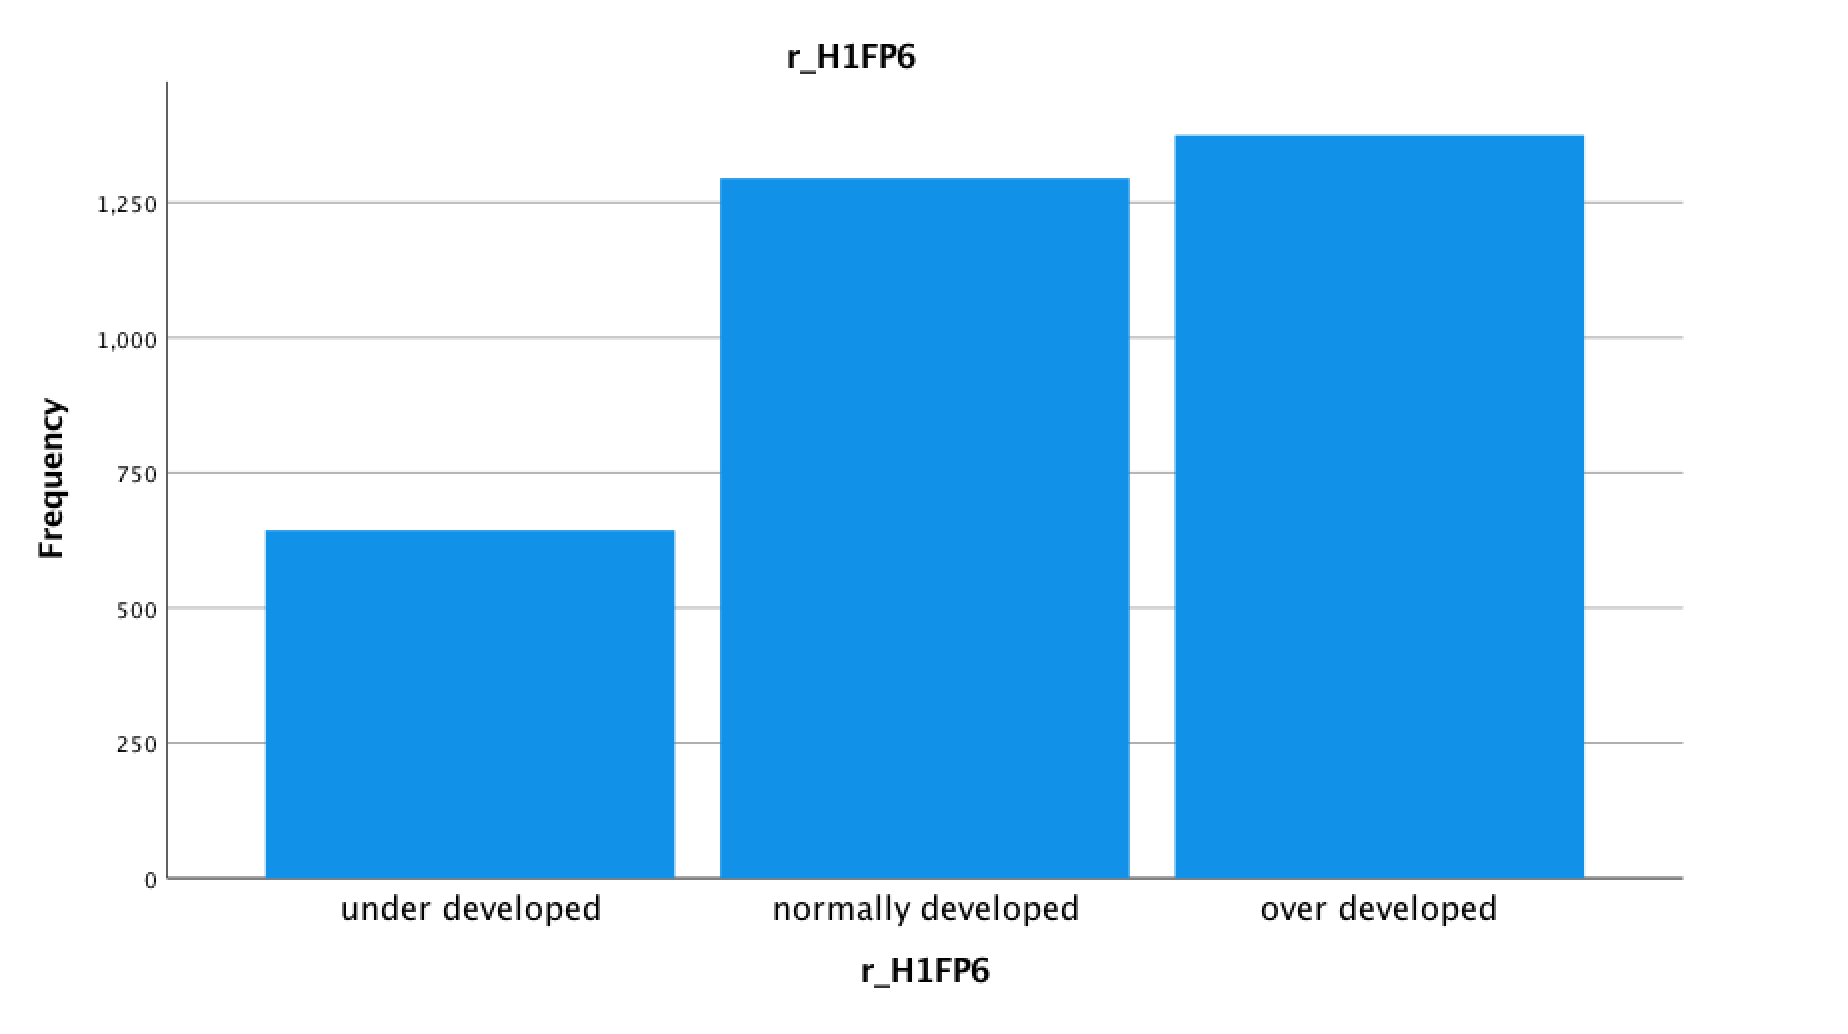 r_H1FP6
1,250
1,000
750
500
250
0
Frequency
under developed
normally developed
over developed
r_H1FP6